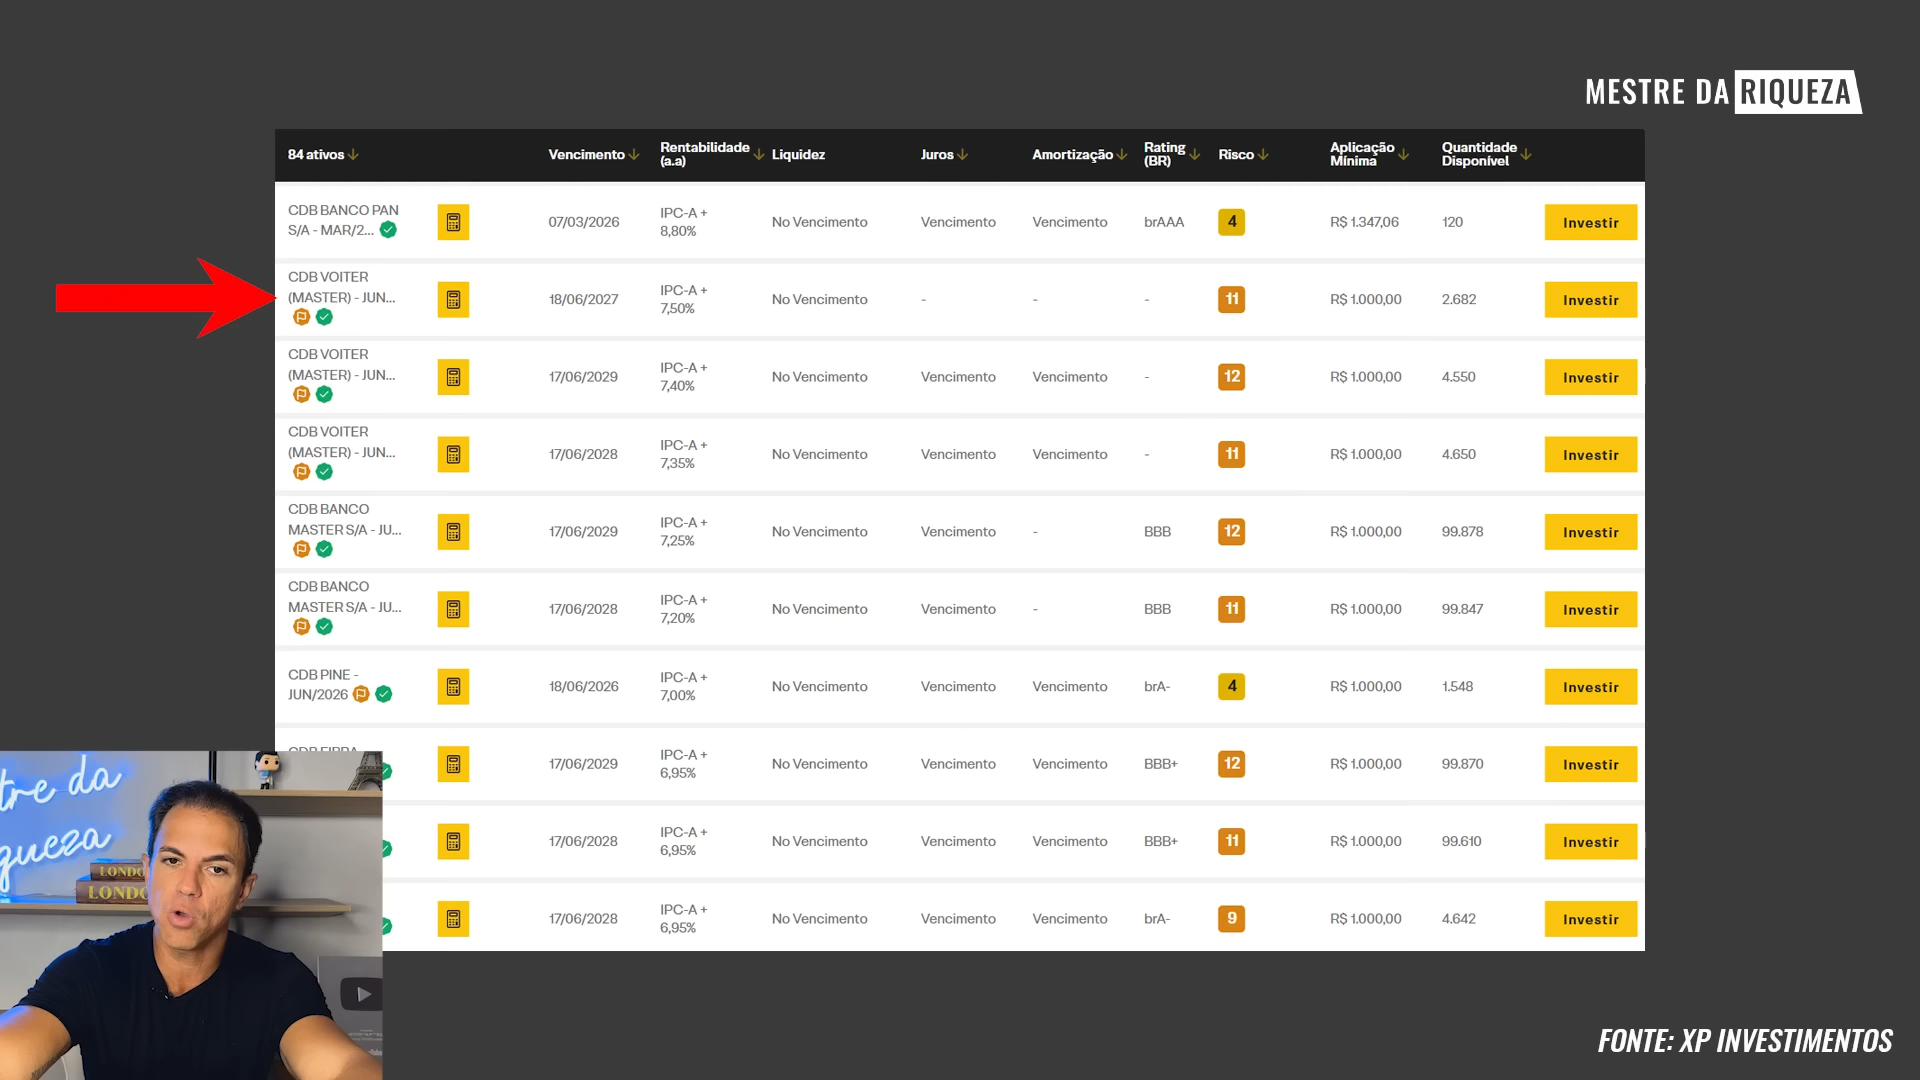 MESTRE DA RIQUEZA
84 ativos Vencimento Rentabilidade (a.a) Liquidez Juros Amortização Rating (BR) Risco Aplicação Mínima Quantidade Disponível
CDB BANCO PAN S/A - MAR/2... 07/03/2026 IPC-A + 8,80% No Vencimento Vencimento Vencimento brAAA 4 R$ 1.347,06 120 Investir
CDB VOITER (MASTER) - JUN... 18/06/2027 IPC-A + 7,50% No Vencimento - - - 11 R$ 1.000,00 2.682 Investir
CDB VOITER (MASTER) - JUN... 17/06/2029 IPC-A + 7,40% No Vencimento Vencimento Vencimento - 12 R$ 1.000,00 4.550 Investir
CDB VOITER (MASTER) - JUN... 17/06/2028 IPC-A + 7,35% No Vencimento Vencimento Vencimento - 11 R$ 1.000,00 4.650 Investir
CDB BANCO MASTER S/A - JU... 17/06/2029 IPC-A + 7,25% No Vencimento Vencimento - BBB 12 R$ 1.000,00 99.878 Investir
CDB BANCO MASTER S/A - JU... 17/06/2028 IPC-A + 7,20% No Vencimento Vencimento - BBB 11 R$ 1.000,00 99.847 Investir
CDB PINE - JUN/2026 18/06/2026 IPC-A + 7,00% No Vencimento Vencimento Vencimento brA- 4 R$ 1.000,00 1.548 Investir
CDB 17/06/2029 IPC-A + 6,95% No Vencimento Vencimento Vencimento BBB+ 12 R$ 1.000,00 99.870 Investir
17/06/2028 IPC-A + 6,95% No Vencimento Vencimento Vencimento BBB+ 11 R$ 1.000,00 99.610 Investir
17/06/2028 IPC-A + 6,95% No Vencimento Vencimento Vencimento brA- 9 R$ 1.000,00 4.642 Investir
tre da
queza
LONDO
LONDO
FONTE: XP INVESTIMENTOS